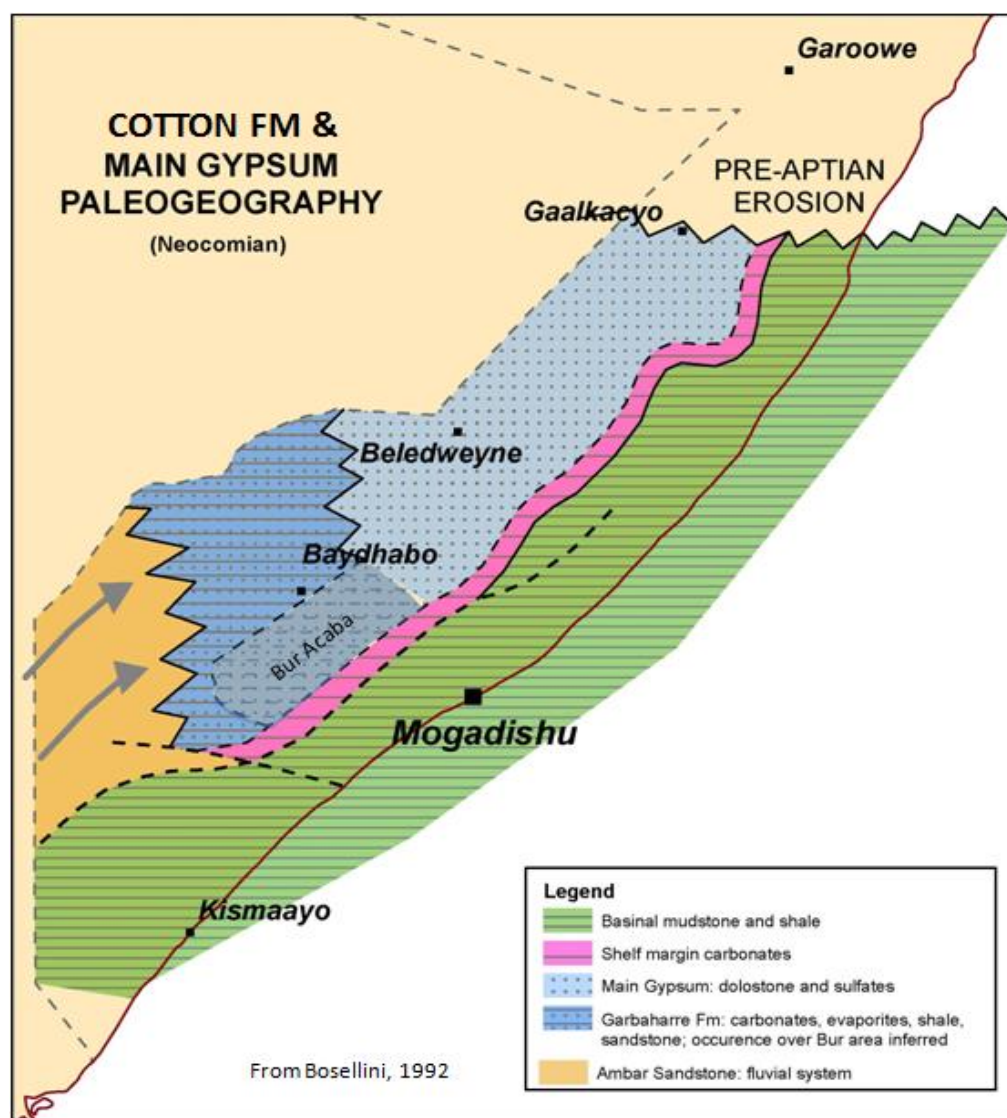 Garoowe
COTTON FM &
MAIN GYPSUM
PALEOGEOGRAPHY
(Neocomian)
PRE-APTIAN
EROSION
Gaalkacyo
Beledweyne
Baydhabo
Bur Acaba
Mogadishu
Kismaayo
Legend
Basinal mudstone and shale
Shelf margin carbonates
Main Gypsum: dolostone and sulfates
Garbaharre Fm: carbonates, evaporites, shale,
sandstone; occurence over Bur area inferred
Ambar Sandstone: fluvial system
From Bosellini, 1992